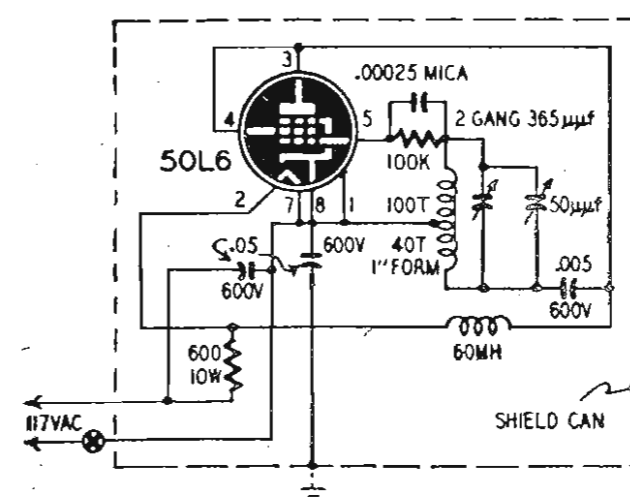 3
.00025 MICA
4
5
2 GANG 365µµf
50L6
100K
2
7 8 1
100T
50µµf
.05
600V
40T
1" FORM
.005
600V
600V
60MH
600
10W
117VAC
SHIELD CAN